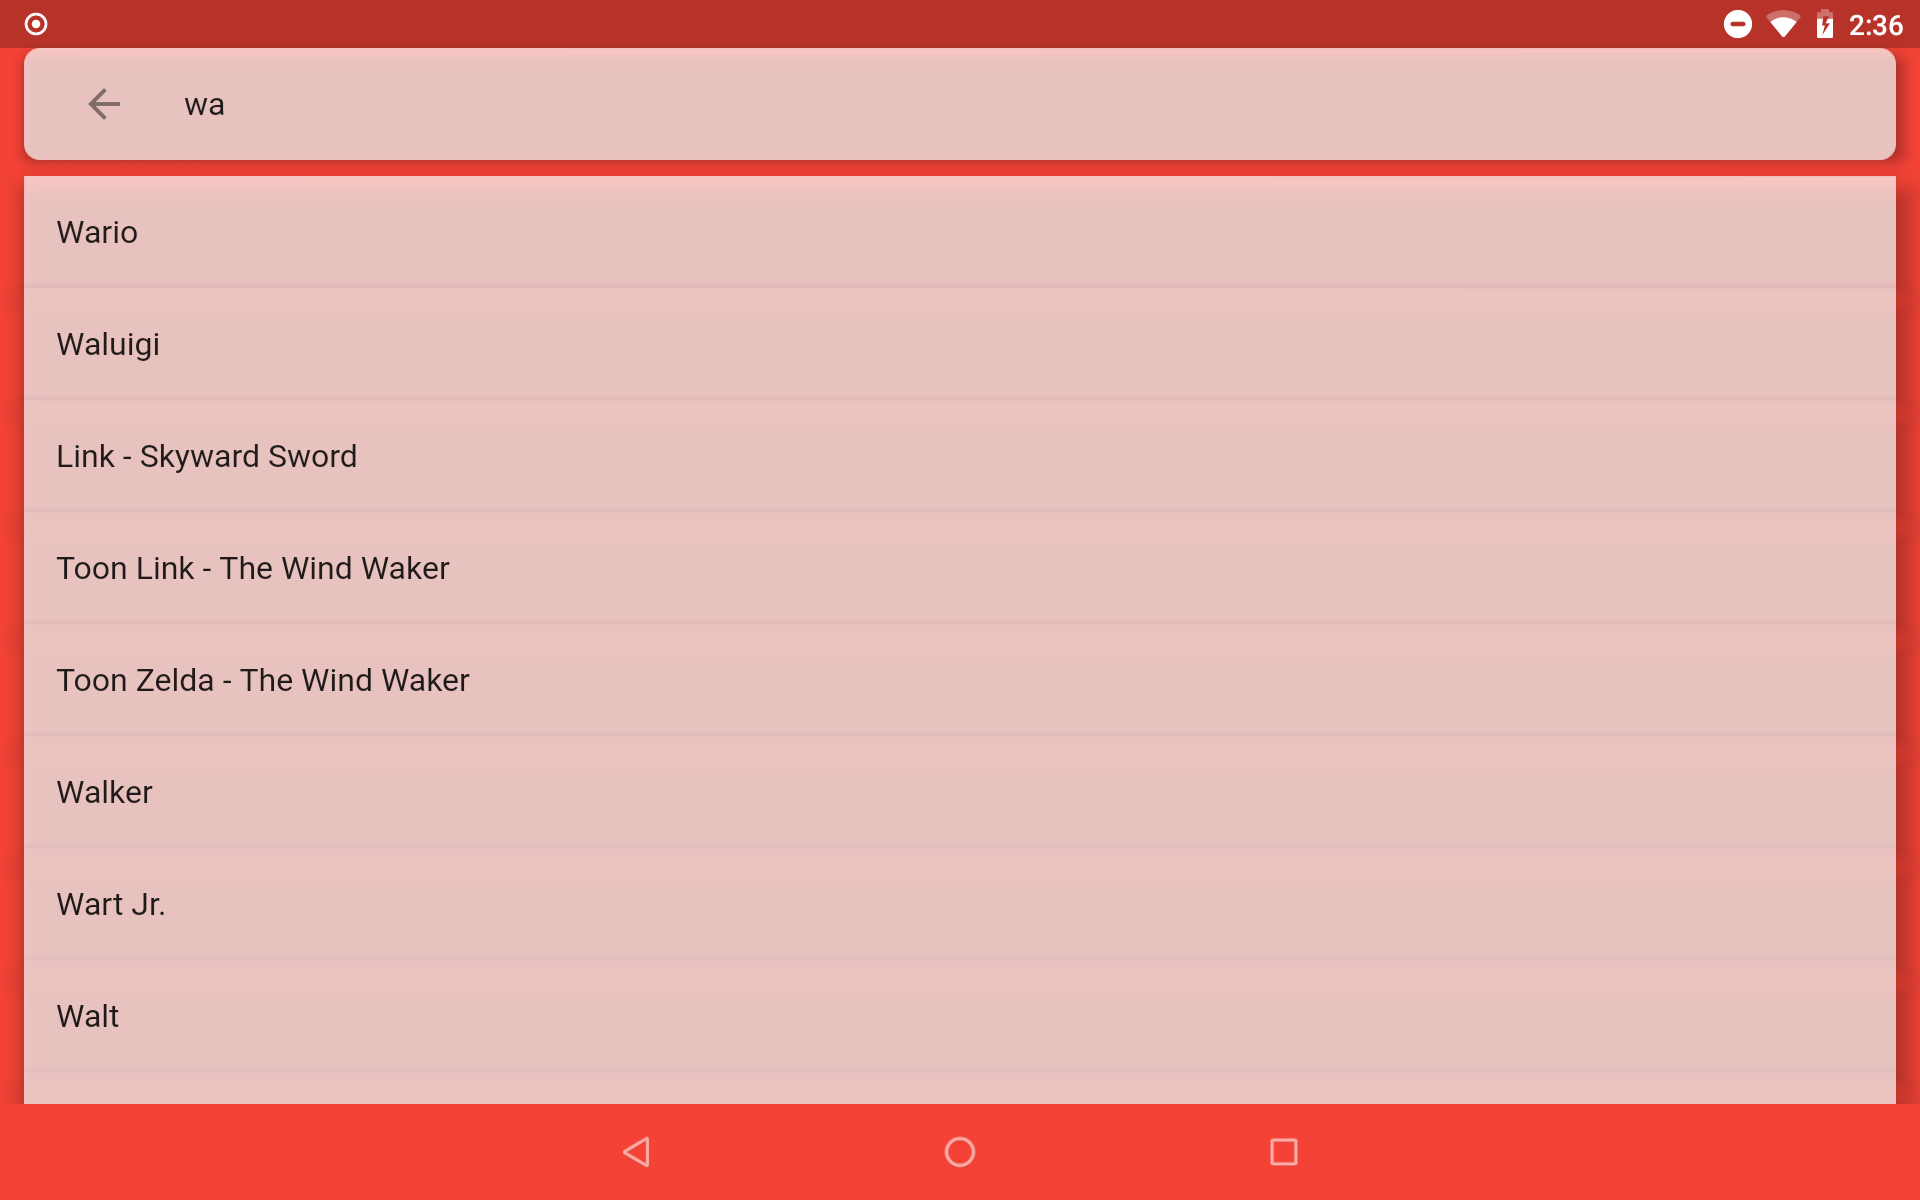 2:36
wa
Wario
Waluigi
Link - Skyward Sword
Toon Link - The Wind Waker
Toon Zelda - The Wind Waker
Walker
Wart Jr.
Walt